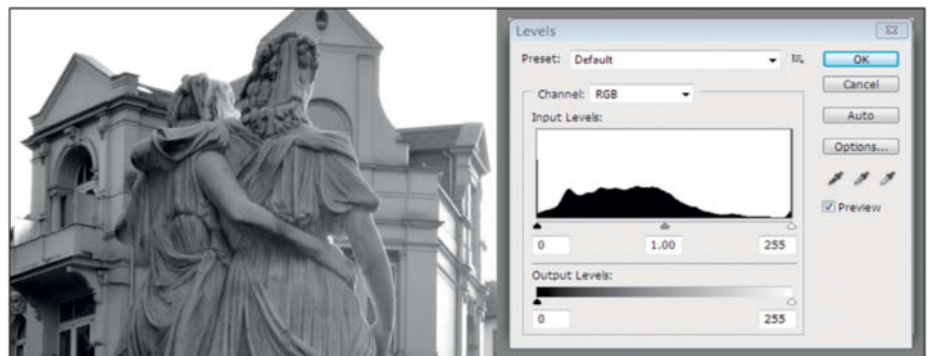 Levels
Preset: Default
OK
Channel: RGB
Cancel
Input Levels:
Auto
Options...
Preview
0 1.00 255
Output Levels:
0 255